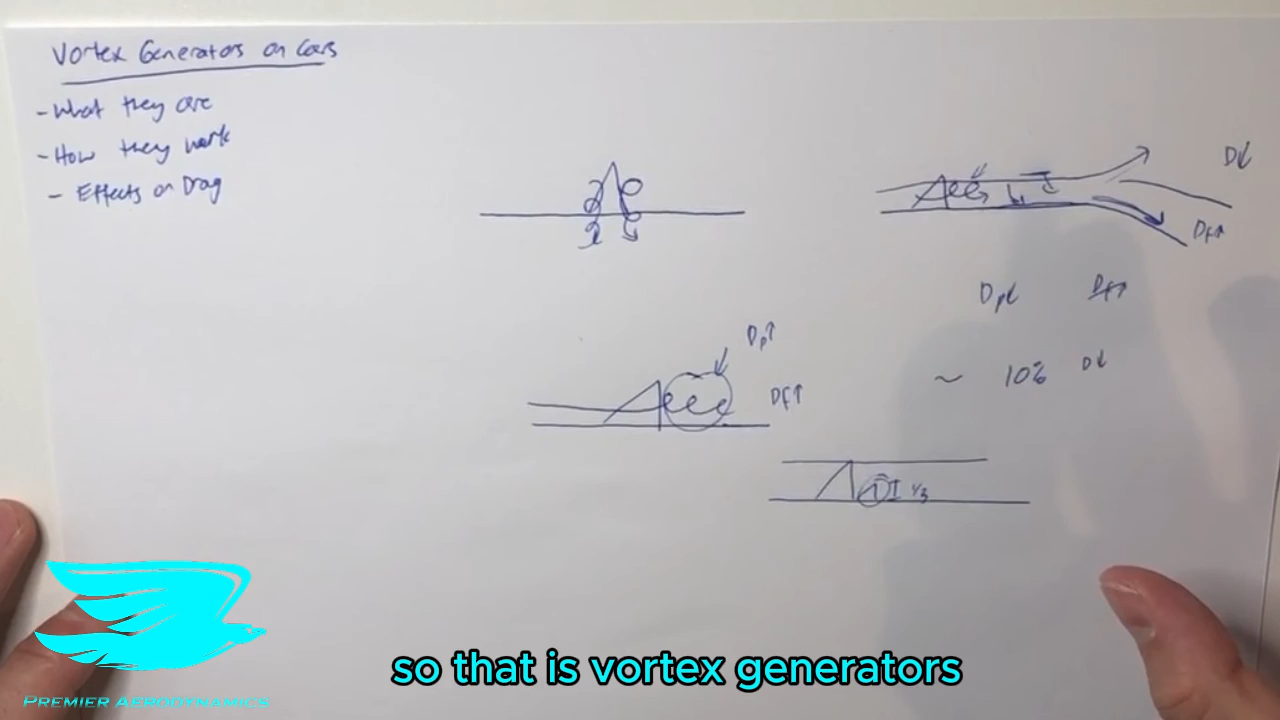 Vortex Generators on Cars
- What they are
- How they work
- Effects on Drag
D↓
Df↑
Dp↓ Df↑
Dp↑
Df↑
~ 10% D↓
1/3
so that is vortex generators
PREMIER AERODYNAMICS